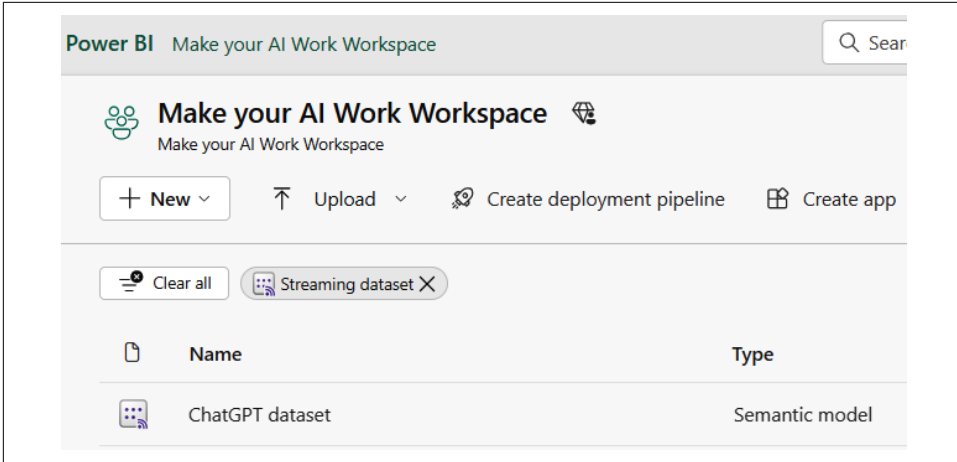 Power BI Make your AI Work Workspace Sear
Make your AI Work Workspace
Make your AI Work Workspace
New Upload Create deployment pipeline Create app
Clear all Streaming dataset
Name Type
ChatGPT dataset Semantic model